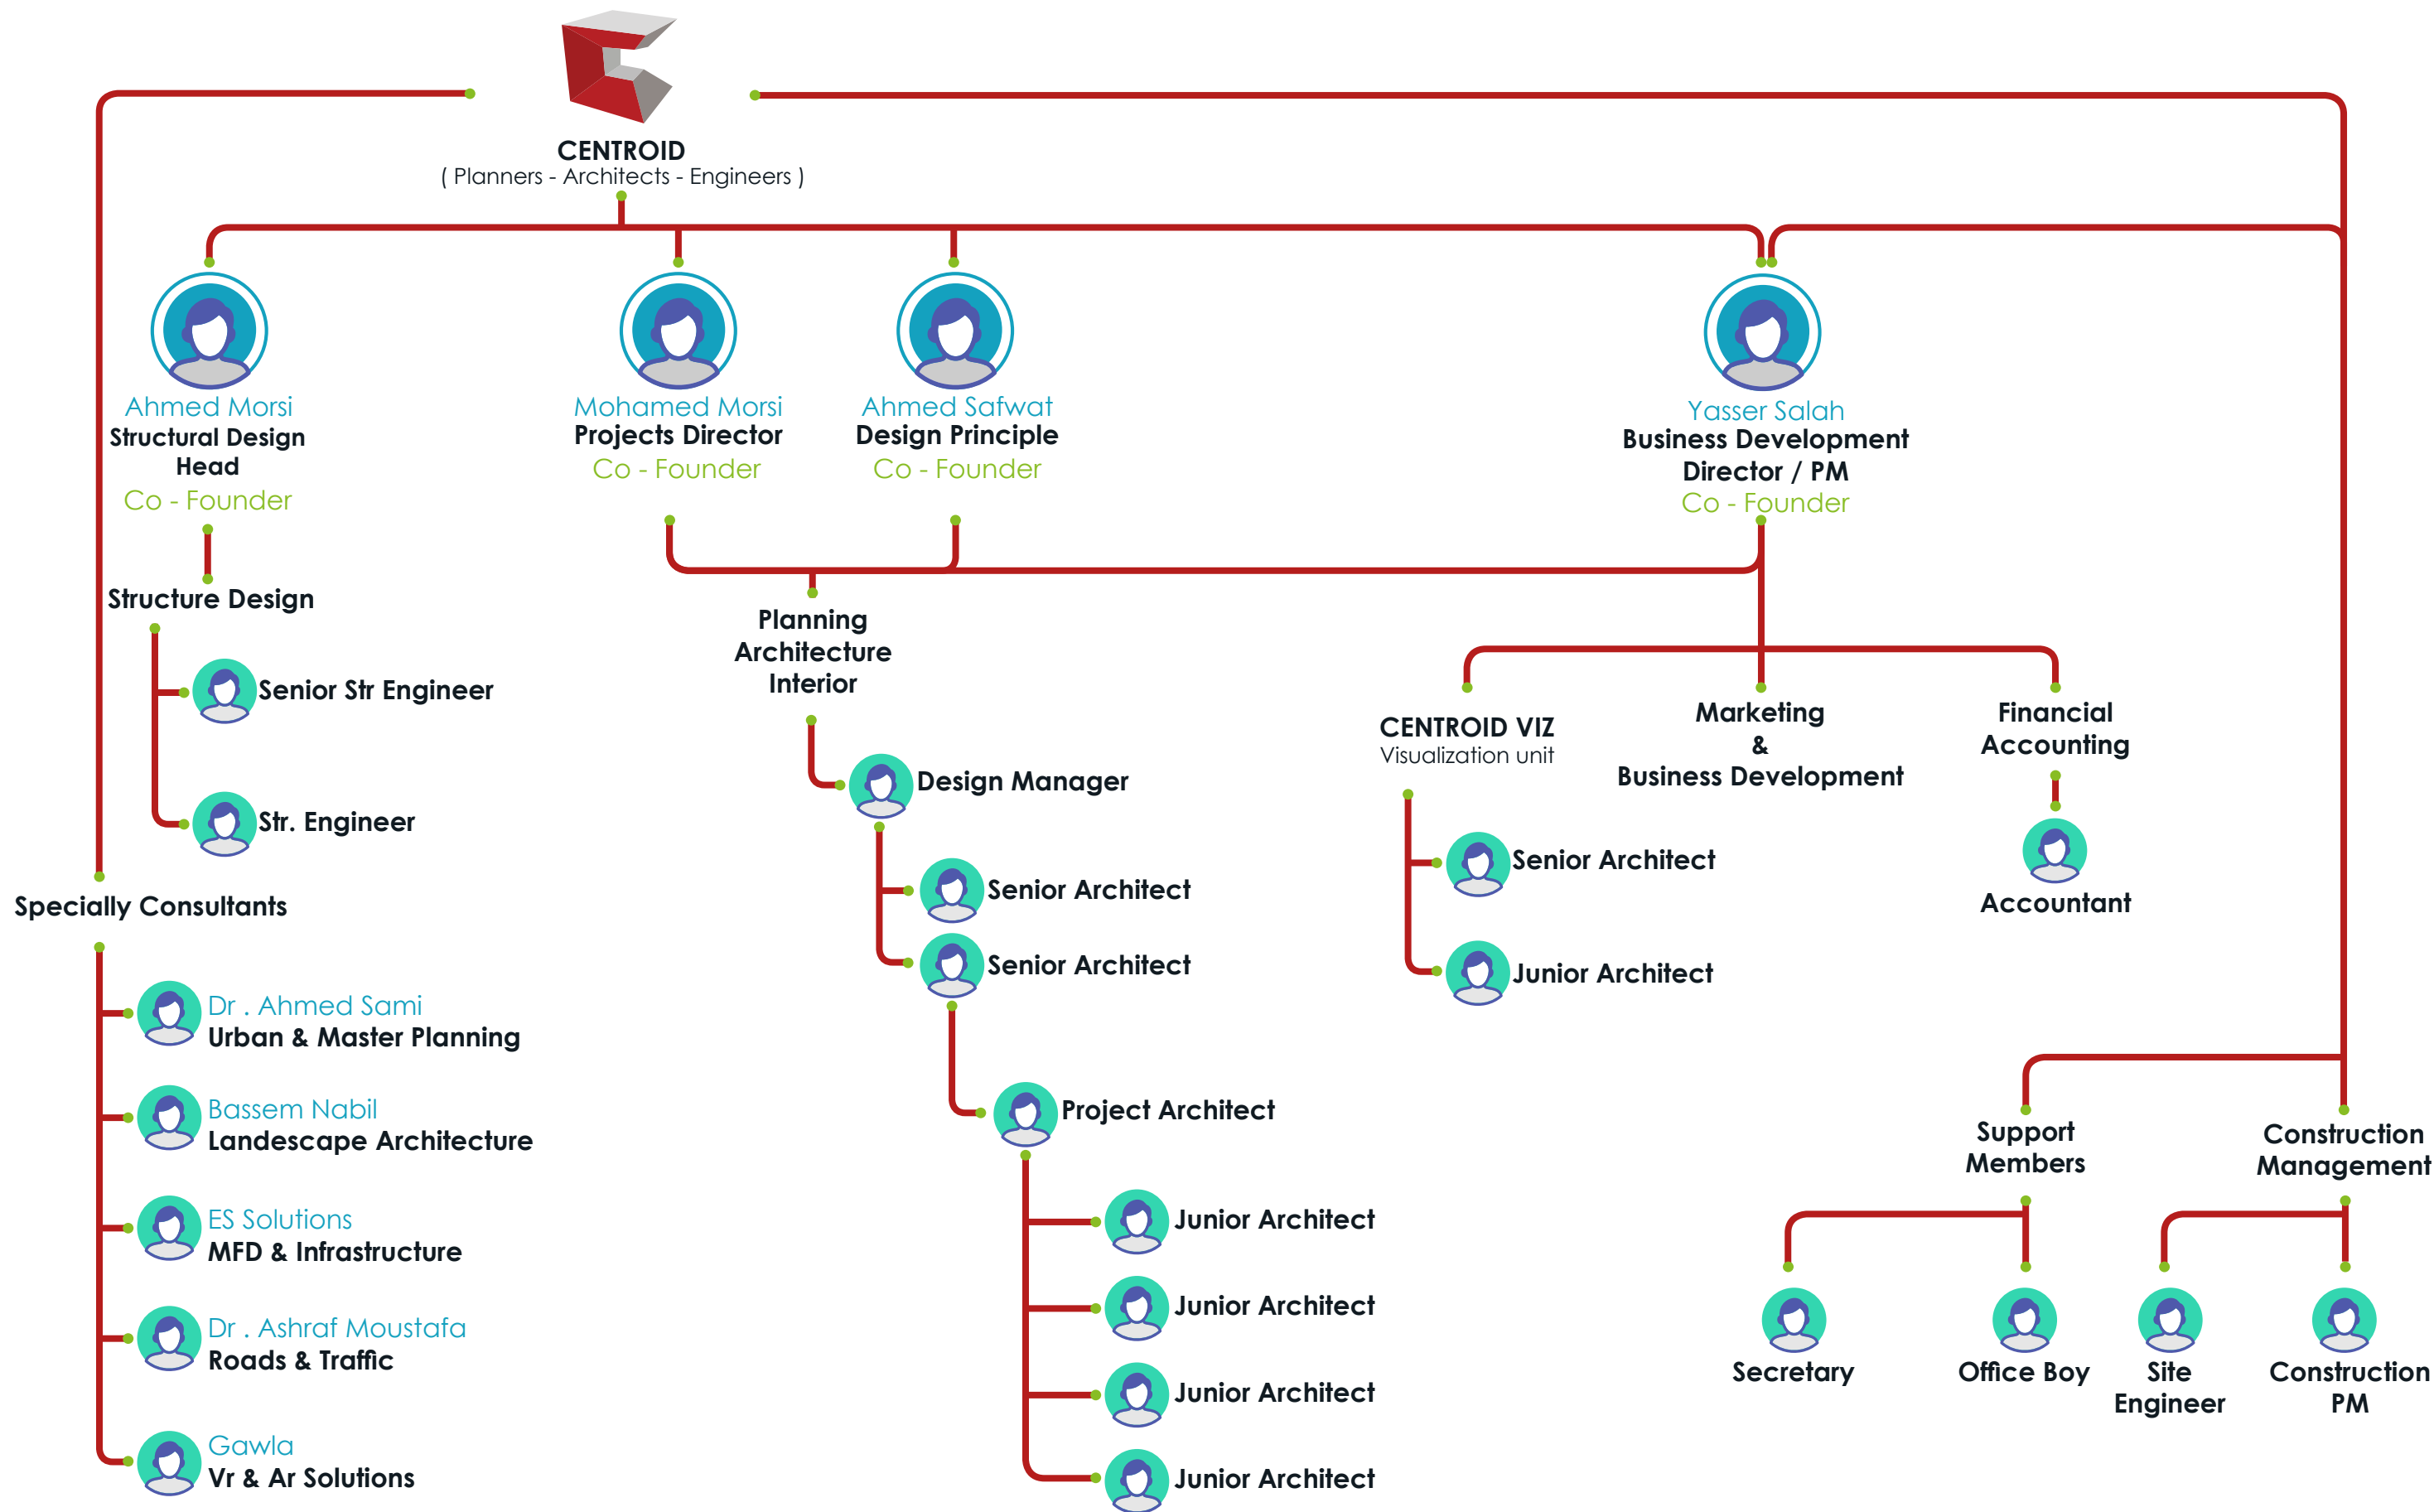 CENTROID
( Planners - Architects - Engineers )
Ahmed Morsi
Structural Design
Head
Co - Founder
Mohamed Morsi
Projects Director
Co - Founder
Ahmed Safwat
Design Principle
Co - Founder
Yasser Salah
Business Development
Director / PM
Co - Founder
Structure Design
Senior Str Engineer
Str. Engineer
Specially Consultants
Dr . Ahmed Sami
Urban & Master Planning
Bassem Nabil
Landescape Architecture
ES Solutions
MFD & Infrastructure
Dr . Ashraf Moustafa
Roads & Traffic
Gawla
Vr & Ar Solutions
Planning
Architecture
Interior
Design Manager
Senior Architect
Senior Architect
Project Architect
Junior Architect
Junior Architect
Junior Architect
Junior Architect
CENTROID VIZ
Visualization unit
Senior Architect
Junior Architect
Marketing
&
Business Development
Financial
Accounting
Accountant
Support
Members
Secretary
Office Boy
Construction
Management
Site
Engineer
Construction
PM